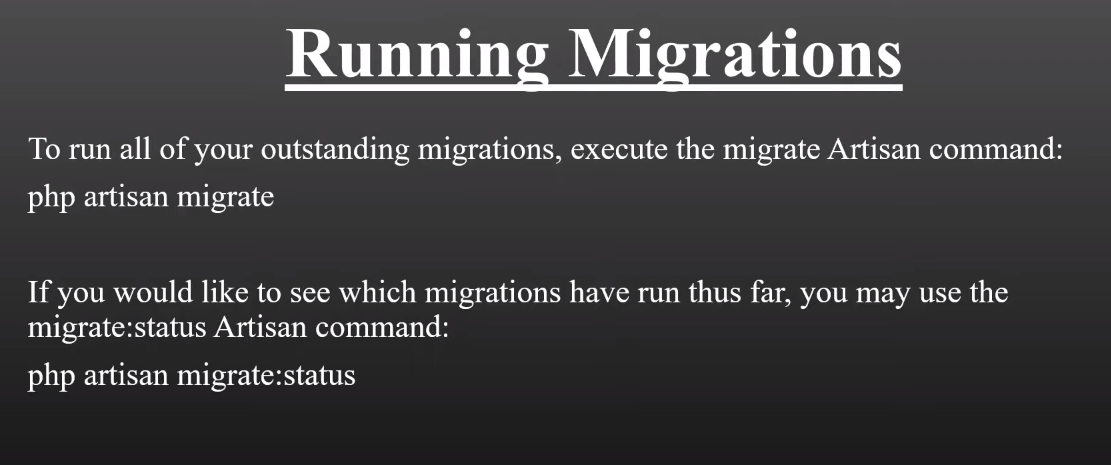 Running Migrations
To run all of your outstanding migrations, execute the migrate Artisan command:
php artisan migrate
If you would like to see which migrations have run thus far, you may use the
migrate:status Artisan command:
php artisan migrate:status